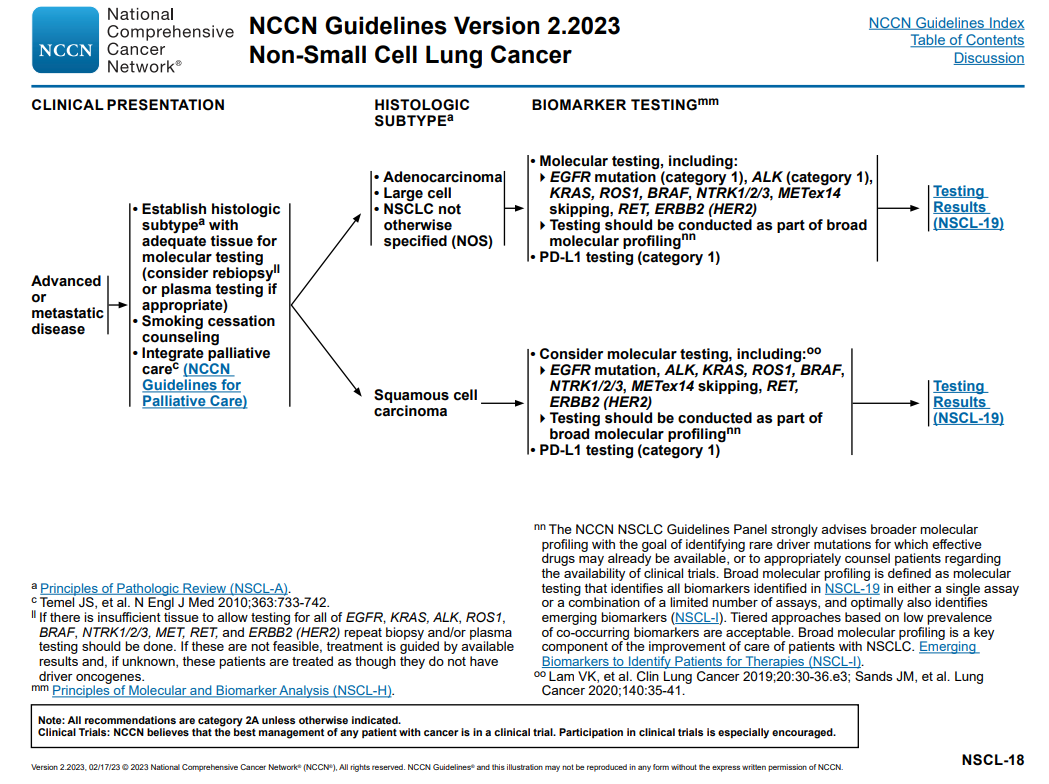 NCCN
National
Comprehensive
Cancer
Network®
NCCN Guidelines Version 2.2023
Non-Small Cell Lung Cancer
NCCN Guidelines Index
Table of Contents
Discussion
CLINICAL PRESENTATION
HISTOLOGIC
SUBTYPEa
BIOMARKER TESTINGmm
Advanced
or
metastatic
disease
• Establish histologic
subtypea with
adequate tissue for
molecular testing
(consider rebiopsyll
or plasma testing if
appropriate)
• Smoking cessation
counseling
• Integrate palliative
carec (NCCN
Guidelines for
Palliative Care)
• Adenocarcinoma
• Large cell
• NSCLC not
otherwise
specified (NOS)
• Molecular testing, including:
EGFR mutation (category 1), ALK (category 1),
KRAS, ROS1, BRAF, NTRK1/2/3, METex14
skipping, RET, ERBB2 (HER2)
Testing should be conducted as part of broad
molecular profilingnn
• PD-L1 testing (category 1)
Testing
Results
(NSCL-19)
Squamous cell
carcinoma
• Consider molecular testing, including:oo
EGFR mutation, ALK, KRAS, ROS1, BRAF,
NTRK1/2/3, METex14 skipping, RET,
ERBB2 (HER2)
Testing should be conducted as part of
broad molecular profilingnn
• PD-L1 testing (category 1)
Testing
Results
(NSCL-19)
a Principles of Pathologic Review (NSCL-A).
c Temel JS, et al. N Engl J Med 2010;363:733-742.
ll If there is insufficient tissue to allow testing for all of EGFR, KRAS, ALK, ROS1,
BRAF, NTRK1/2/3, MET, RET, and ERBB2 (HER2) repeat biopsy and/or plasma
testing should be done. If these are not feasible, treatment is guided by available
results and, if unknown, these patients are treated as though they do not have
driver oncogenes.
mm Principles of Molecular and Biomarker Analysis (NSCL-H).
nn The NCCN NSCLC Guidelines Panel strongly advises broader molecular
profiling with the goal of identifying rare driver mutations for which effective
drugs may already be available, or to appropriately counsel patients regarding
the availability of clinical trials. Broad molecular profiling is defined as molecular
testing that identifies all biomarkers identified in NSCL-19 in either a single assay
or a combination of a limited number of assays, and optimally also identifies
emerging biomarkers (NSCL-I). Tiered approaches based on low prevalence
of co-occurring biomarkers are acceptable. Broad molecular profiling is a key
component of the improvement of care of patients with NSCLC. Emerging
Biomarkers to Identify Patients for Therapies (NSCL-I).
oo Lam VK, et al. Clin Lung Cancer 2019;20:30-36.e3; Sands JM, et al. Lung
Cancer 2020;140:35-41.
Note: All recommendations are category 2A unless otherwise indicated.
Clinical Trials: NCCN believes that the best management of any patient with cancer is in a clinical trial. Participation in clinical trials is especially encouraged.
Version 2.2023, 02/17/23 © 2023 National Comprehensive Cancer Network® (NCCN®), All rights reserved. NCCN Guidelines® and this illustration may not be reproduced in any form without the express written permission of NCCN.
NSCL-18